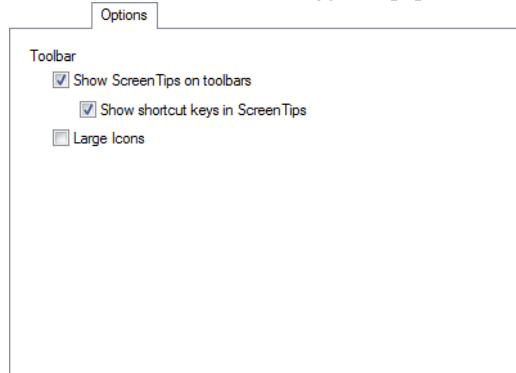 Options
Toolbar
Show ScreenTips on toolbars
Show shortcut keys in ScreenTips
Large Icons